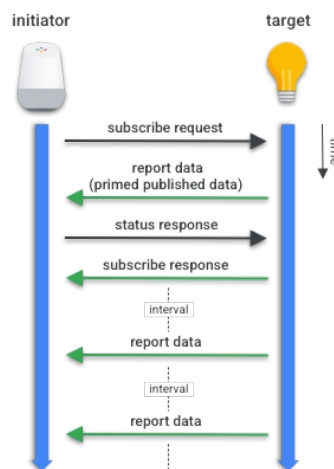 initiator
target
subscribe request
time
report data
(primed published data)
status response
subscribe response
interval
report data
interval
report data